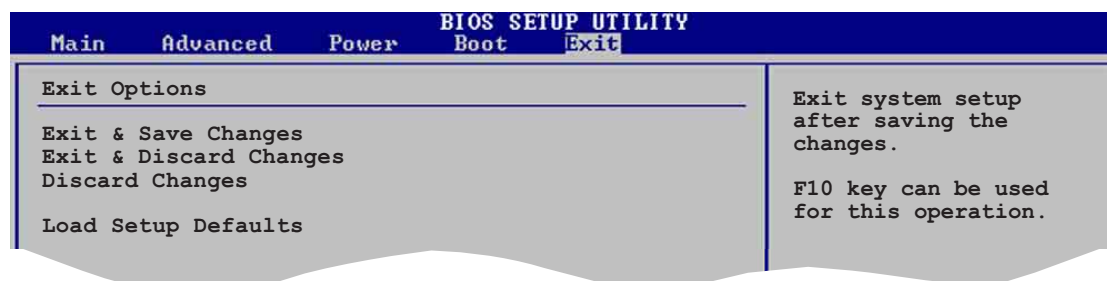 BIOS SETUP UTILITY
Main Advanced Power Boot Exit
Exit Options
Exit & Save Changes
Exit & Discard Changes
Discard Changes
Load Setup Defaults
Exit system setup
after saving the
changes.
F10 key can be used
for this operation.